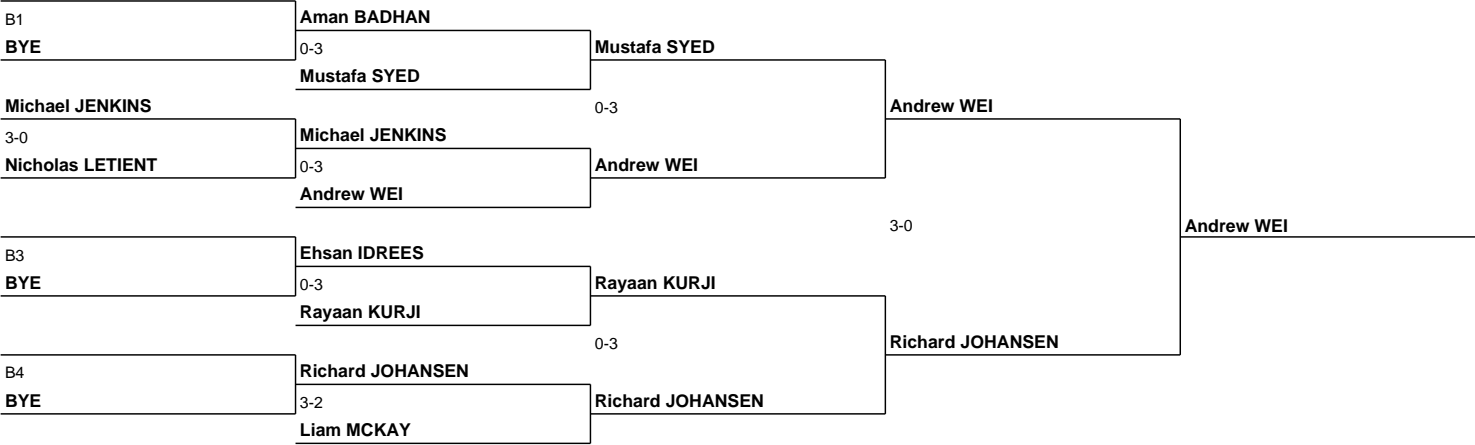 B1
BYE
Michael JENKINS
3-0
Nicholas LETIENT
B3
BYE
B4
BYE
Aman BADHAN
0-3
Mustafa SYED
Michael JENKINS
0-3
Andrew WEI
Ehsan IDREES
0-3
Rayaan KURJI
Richard JOHANSEN
3-2
Liam MCKAY
Mustafa SYED
0-3
Andrew WEI
Rayaan KURJI
0-3
Richard JOHANSEN
Andrew WEI
3-0
Richard JOHANSEN
Andrew WEI